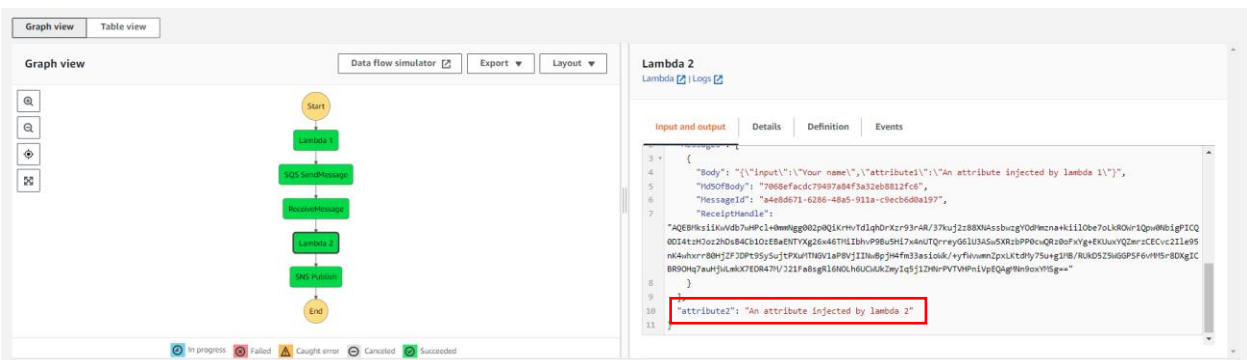 Graph view
Table view
Graph view
Data flow simulator
Export
Layout
Start
Lambda 1
SQS SendMessage
ReceiveMessage
Lambda 2
SNS Publish
End
In progress
Failed
Caught error
Canceled
Succeeded
Lambda 2
Lambda | Logs
Input and output
Details
Definition
Events
3
{
4
"Body": "{\"input\":\"Your name\",\"attribute1\":\"An attribute injected by lambda 1\"}",
5
"MD5OfBody": "7068efacdc79497a84f3a32eb8812fc6",
6
"MessageId": "a4e8d671-6286-48a5-911a-c9ecb6d0a197",
7
"ReceiptHandle":
8
}
9
],
10
"attribute2": "An attribute injected by lambda 2"
11
}